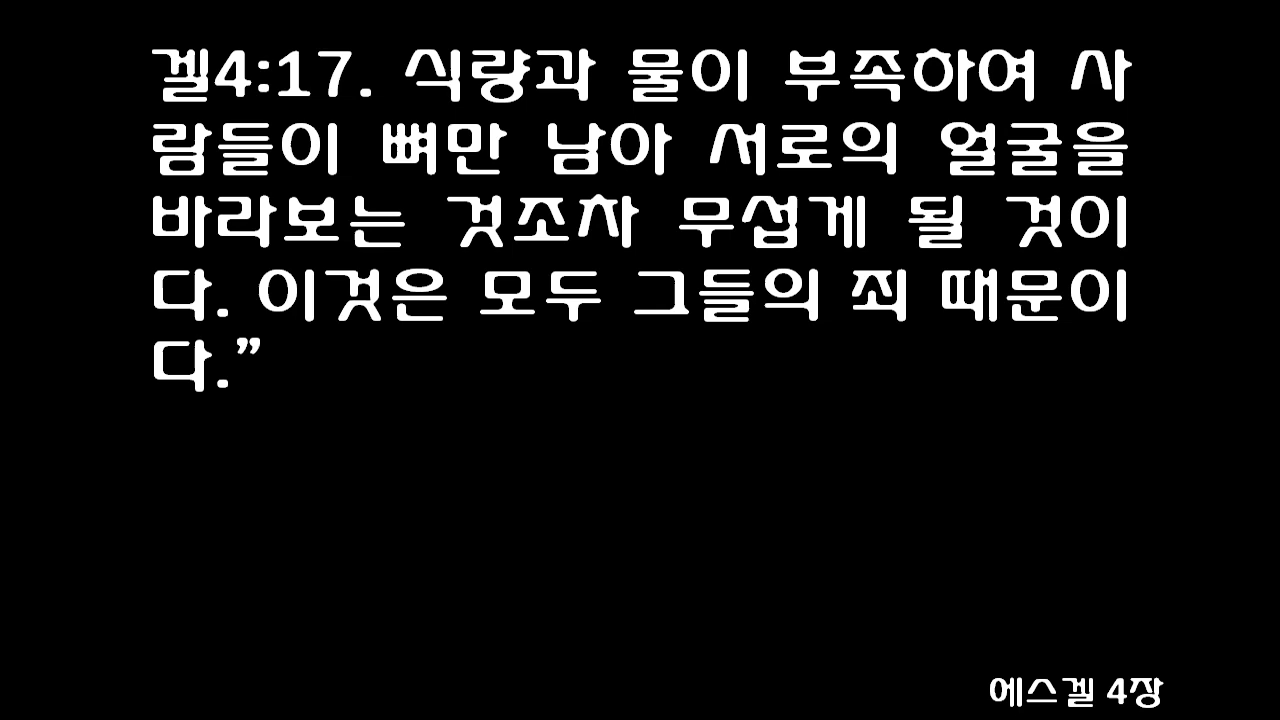 겔4:17. 식량과 물이 부족하여 사
람들이 뼈만 남아 서로의 얼굴을
바라보는 것조차 무섭게 될 것이
다. 이것은 모두 그들의 죄 때문이
다.”
에스겔 4장